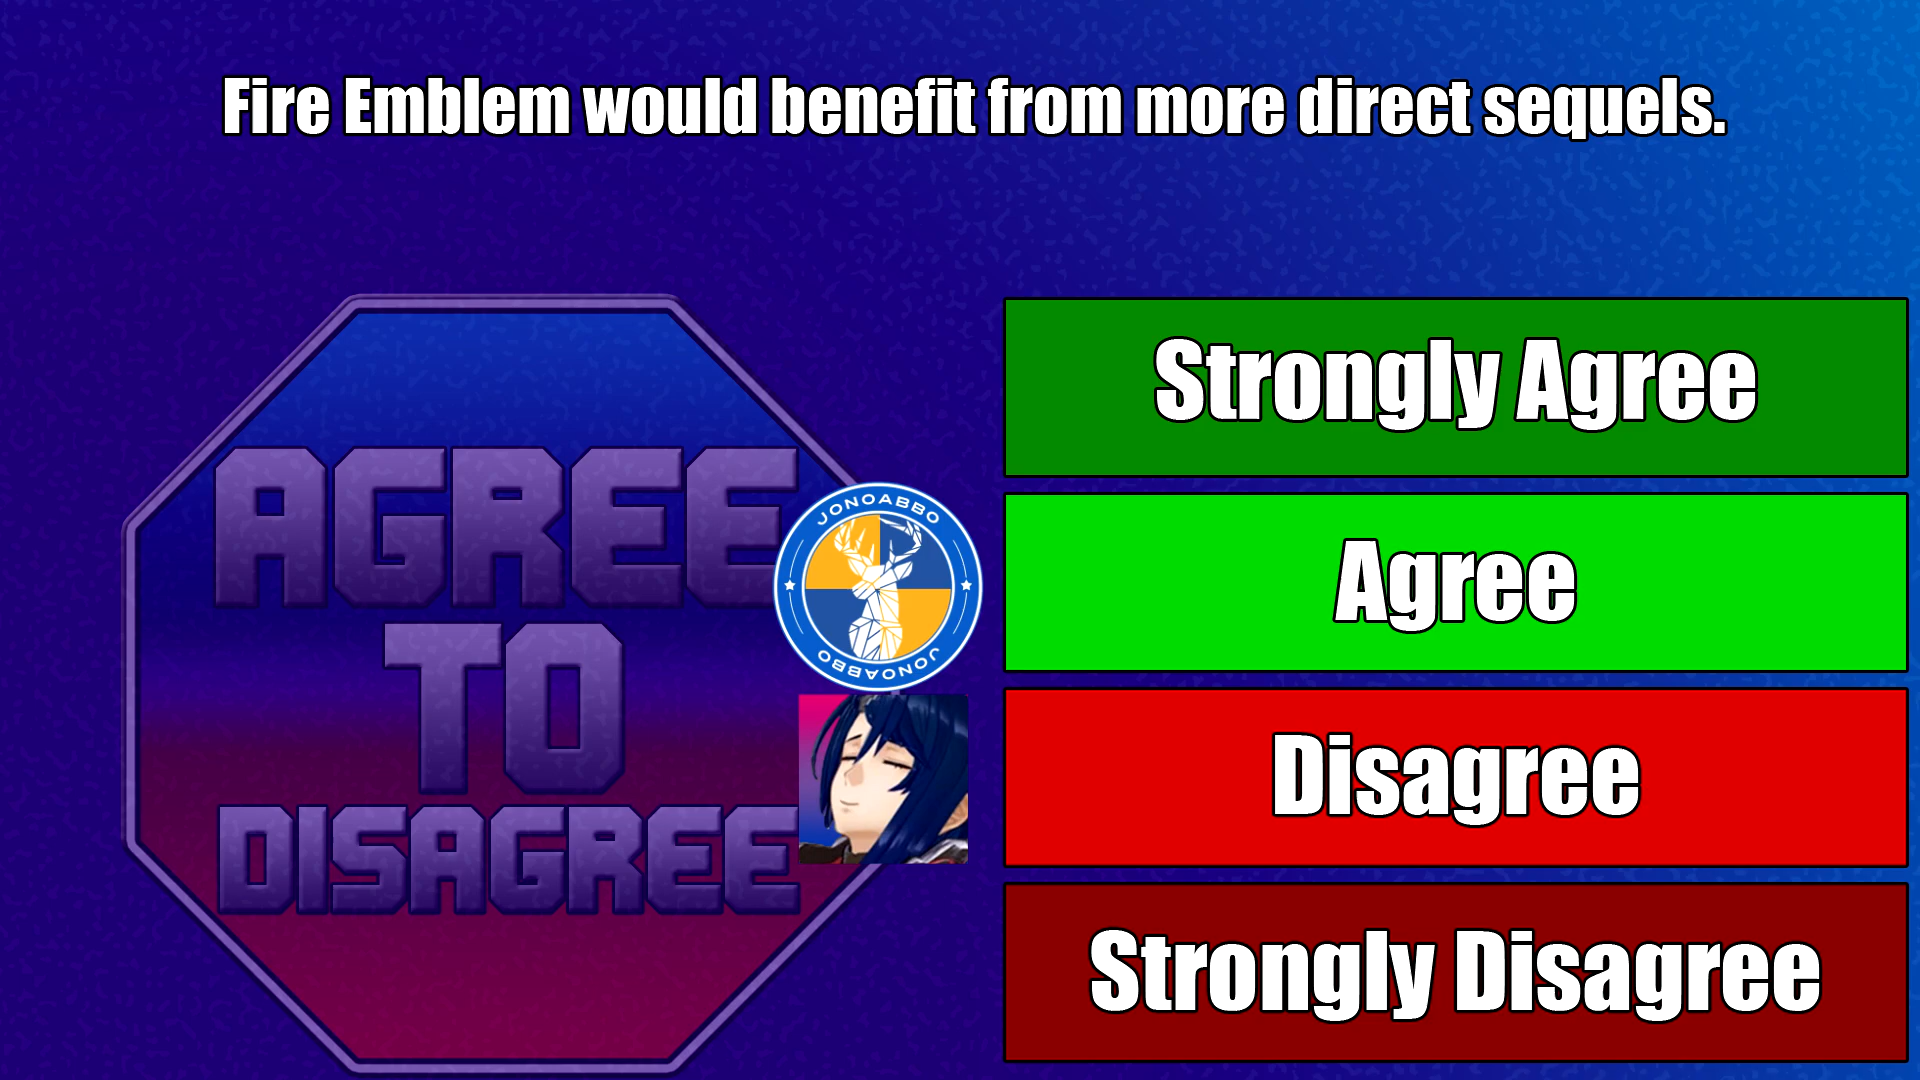 Fire Emblem would benefit from more direct sequels.
AGREE
TO
DISAGREE
JONOABBO
JONOABBO
Strongly Agree
Agree
Disagree
Strongly Disagree